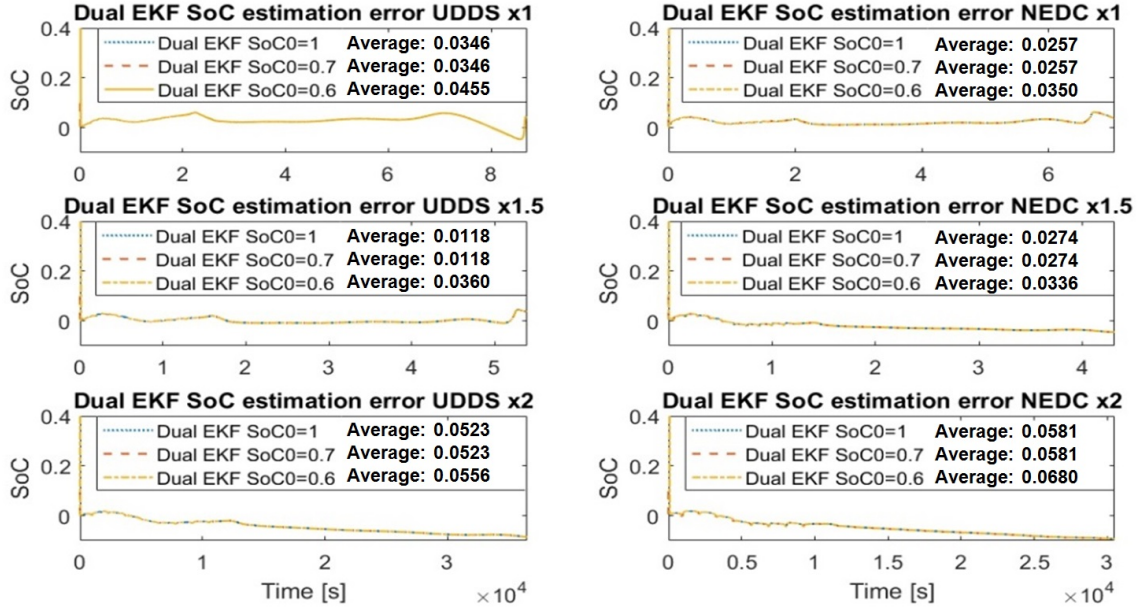 Dual EKF SoC estimation error UDDS x1
0.4
0.2
0
SoC
Dual EKF SoC0=1 Average: 0.0346
Dual EKF SoC0=0.7 Average: 0.0346
Dual EKF SoC0=0.6 Average: 0.0455
0 2 4 6 8
Dual EKF SoC estimation error NEDC x1
0.4
0.2
0
SoC
Dual EKF SoC0=1 Average: 0.0257
Dual EKF SoC0=0.7 Average: 0.0257
Dual EKF SoC0=0.6 Average: 0.0350
0 2 4 6
Dual EKF SoC estimation error UDDS x1.5
0.4
0.2
0
SoC
Dual EKF SoC0=1 Average: 0.0118
Dual EKF SoC0=0.7 Average: 0.0118
Dual EKF SoC0=0.6 Average: 0.0360
0 1 2 3 4 5
Dual EKF SoC estimation error NEDC x1.5
0.4
0.2
0
SoC
Dual EKF SoC0=1 Average: 0.0274
Dual EKF SoC0=0.7 Average: 0.0274
Dual EKF SoC0=0.6 Average: 0.0336
0 1 2 3 4
Dual EKF SoC estimation error UDDS x2
0.4
0.2
0
SoC
Dual EKF SoC0=1 Average: 0.0523
Dual EKF SoC0=0.7 Average: 0.0523
Dual EKF SoC0=0.6 Average: 0.0556
0 1 2 3
Time [s] ×10⁴
Dual EKF SoC estimation error NEDC x2
0.4
0.2
0
SoC
Dual EKF SoC0=1 Average: 0.0581
Dual EKF SoC0=0.7 Average: 0.0581
Dual EKF SoC0=0.6 Average: 0.0680
0 0.5 1 1.5 2 2.5 3
Time [s] ×10⁴